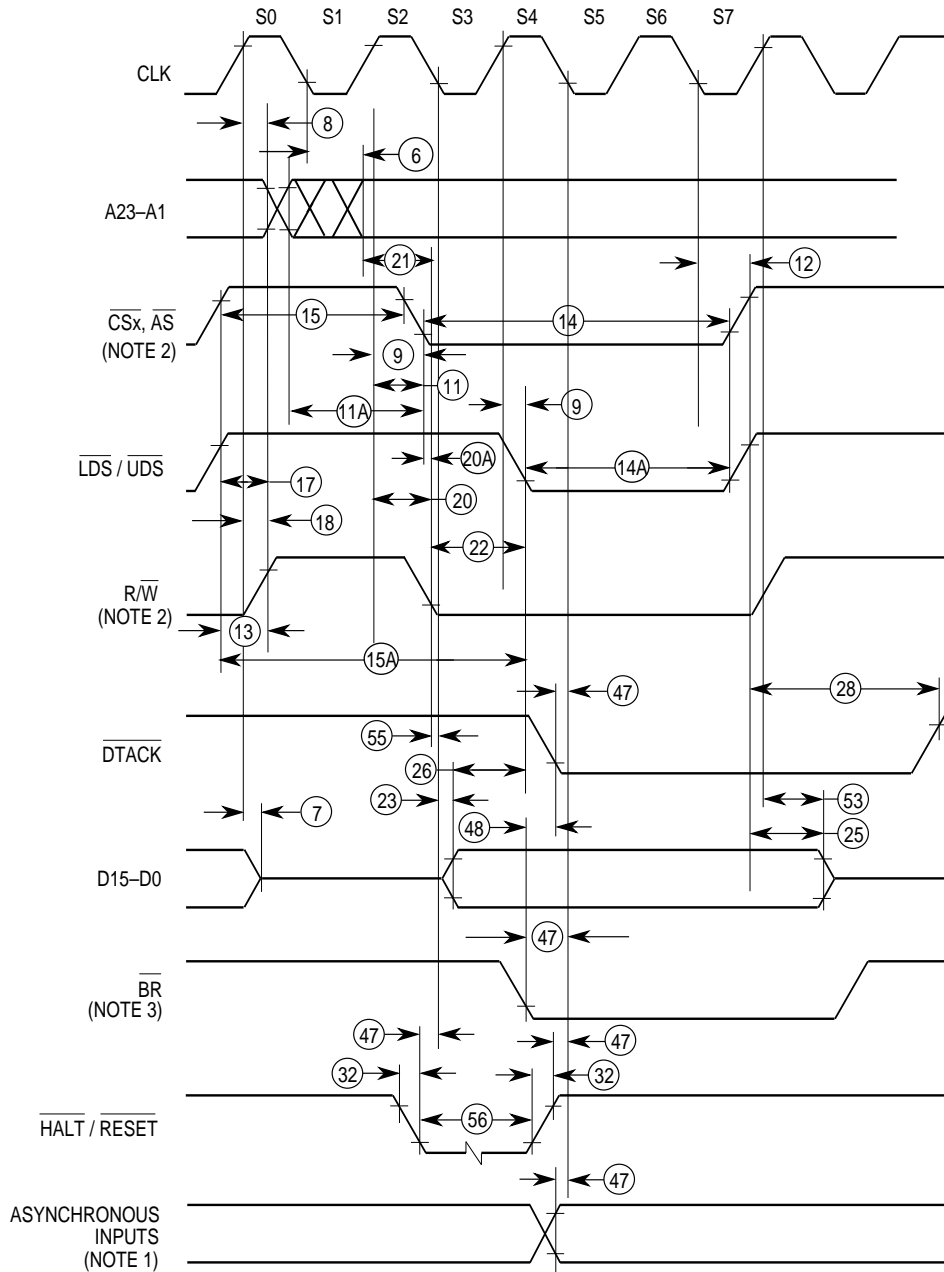 S0 S1 S2 S3 S4 S5 S6 S7
CLK
8
6
A23–A1
21
12
CSx, AS
(NOTE 2)
15
14
9
11
9
11A
LDS / UDS
20A
14A
17
20
18
22
R/W
(NOTE 2)
13
15A
28
47
DTACK
55
26
23
53
7
48
25
D15–D0
47
BR
(NOTE 3)
47
47
32
32
HALT / RESET
56
47
ASYNCHRONOUS
INPUTS
(NOTE 1)